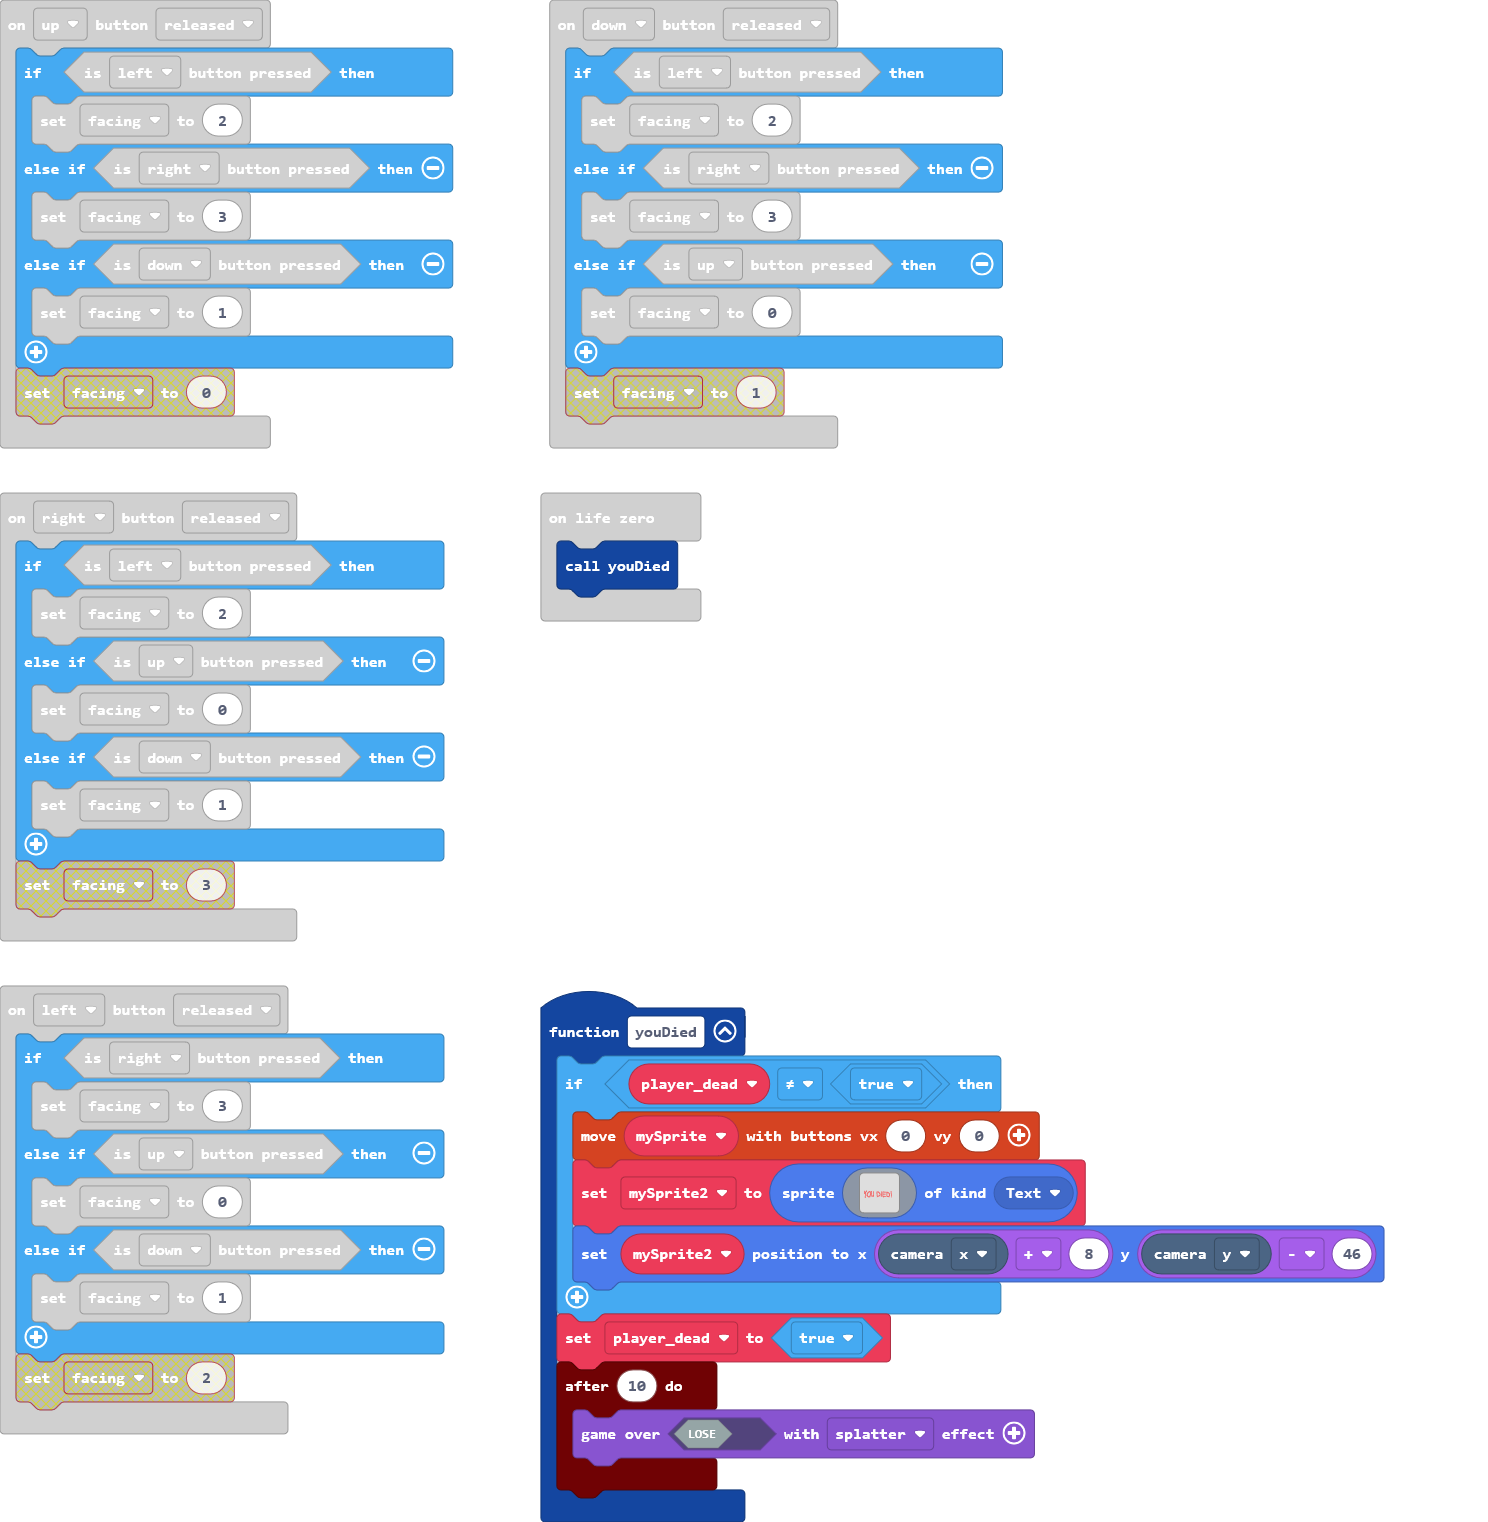 on up button released
if is left button pressed then
set facing to 2
else if is right button pressed then
set facing to 3
else if is down button pressed then
set facing to 1
set facing to 0
on down button released
if is left button pressed then
set facing to 2
else if is right button pressed then
set facing to 3
else if is up button pressed then
set facing to 0
set facing to 1
on right button released
if is left button pressed then
set facing to 2
else if is up button pressed then
set facing to 0
else if is down button pressed then
set facing to 1
set facing to 3
on life zero
call youDied
on left button released
if is right button pressed then
set facing to 3
else if is up button pressed then
set facing to 0
else if is down button pressed then
set facing to 1
set facing to 2
function youDied
if player_dead ≠ true then
move mySprite with buttons vx 0 vy 0
set mySprite2 to sprite YOU DIED! of kind Text
set mySprite2 position to x camera x + 8 y camera y - 46
set player_dead to true
after 10 do
game over LOSE with splatter effect